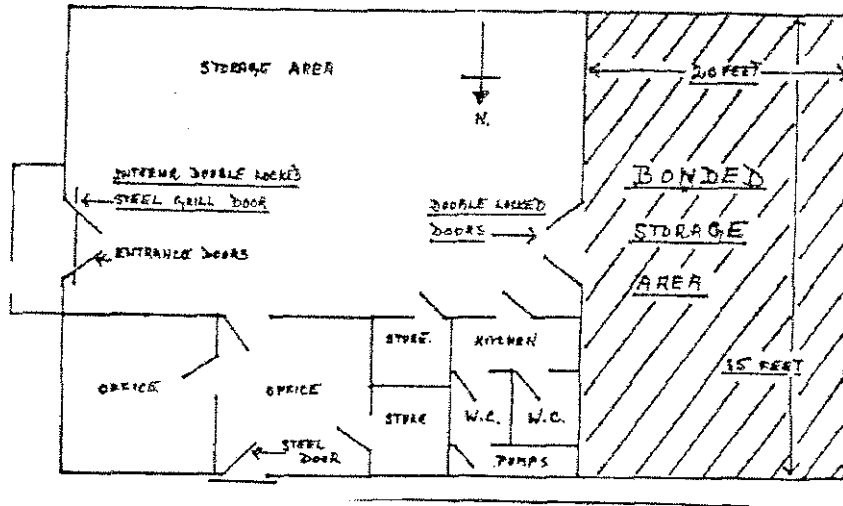 STORAGE AREA
N.
20 FEET
INTERNAL DOUBLE LOCKED
STEEL GRILL DOOR
ENTRANCE DOORS
DOUBLE LOCKED
DOORS
BONDED
STORAGE
AREA
35 FEET
STORE.
KITCHEN
OFFICE
OFFICE
STORE
W.C.
W.C.
STEEL
DOOR
PUMPS